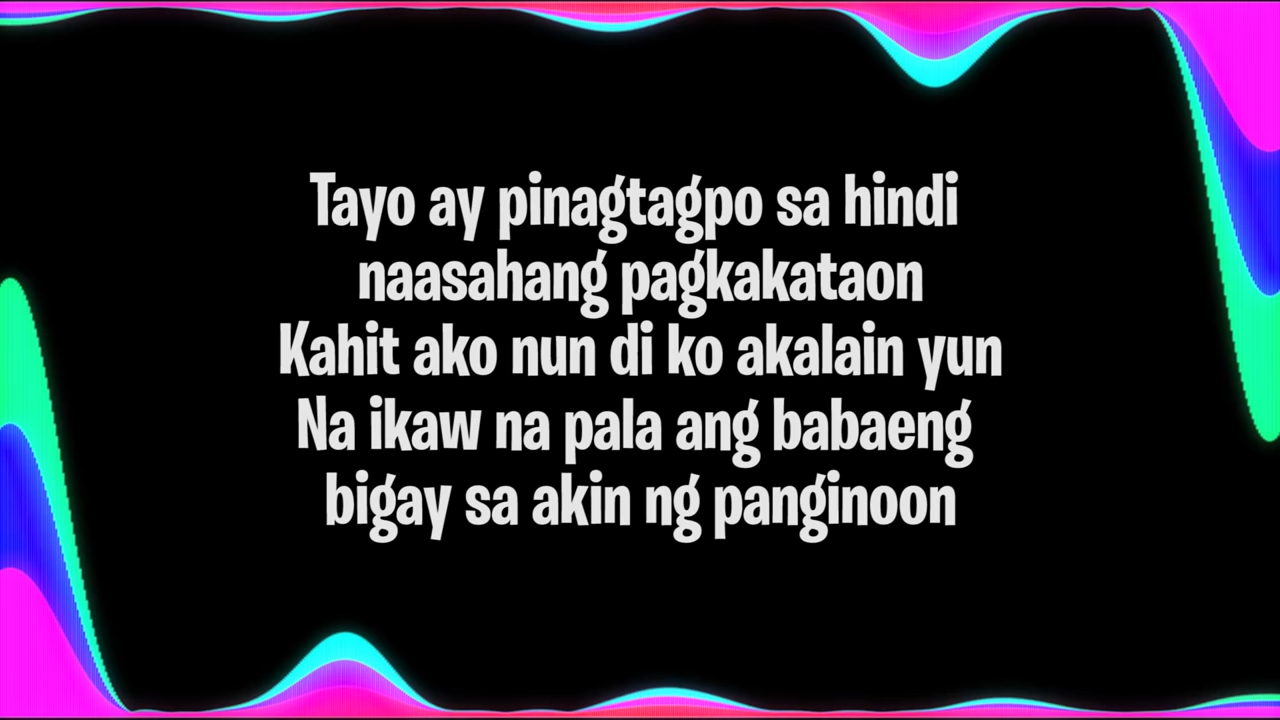 Tayo ay pinagtagpo sa hindi
naasahang pagkakataon
Kahit ako nun di ko akalain yun
Na ikaw na pala ang babaeng
bigay sa akin ng panginoon